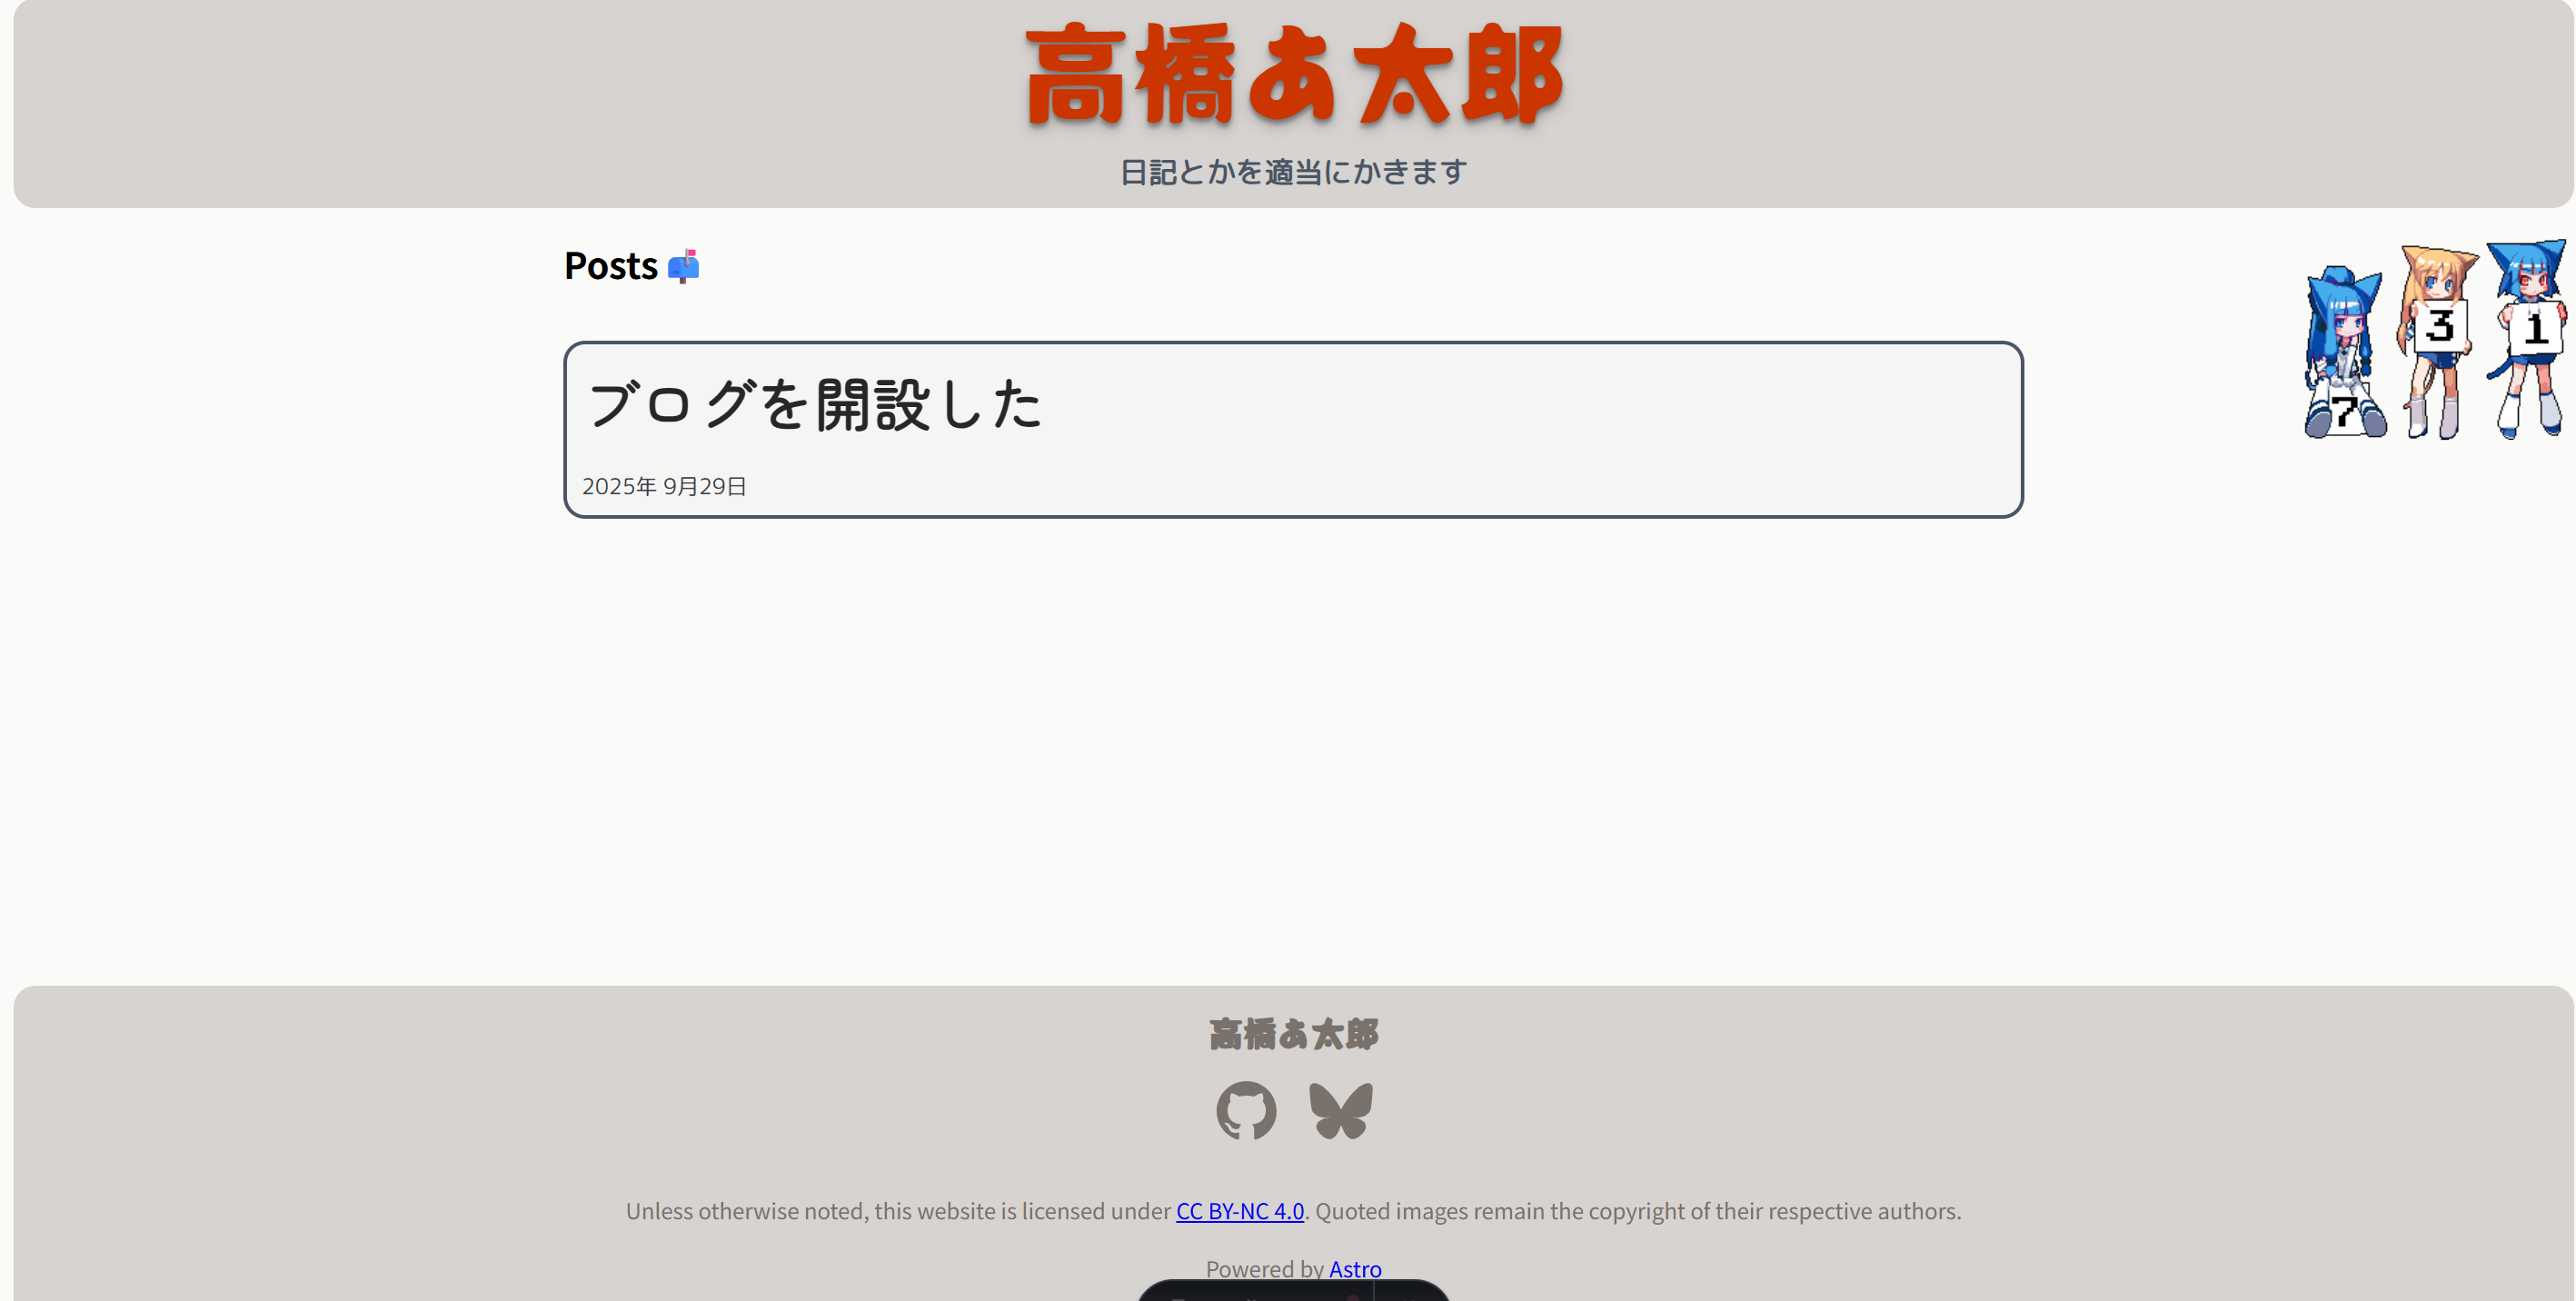 高橋あ太郎
日記とかを適当にかきます
Posts
7 3 1
ブログを開設した
2025年 9月29日
高橋あ太郎
Unless otherwise noted, this website is licensed under CC BY-NC 4.0. Quoted images remain the copyright of their respective authors.
Powered by Astro